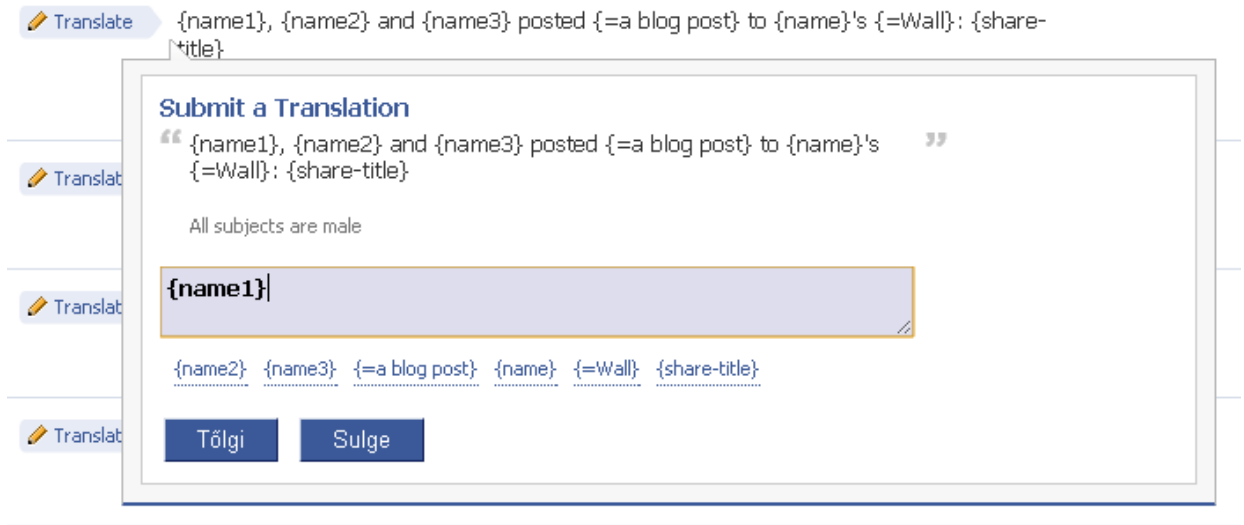 Translate {name1}, {name2} and {name3} posted {=a blog post} to {name}'s {=Wall}: {share-
title}
Submit a Translation
“ {name1}, {name2} and {name3} posted {=a blog post} to {name}'s ”
{=Wall}: {share-title}
Translat
All subjects are male
{name1}
Translat
{name2} {name3} {=a blog post} {name} {=Wall} {share-title}
Translat
Tõlgi Sulge